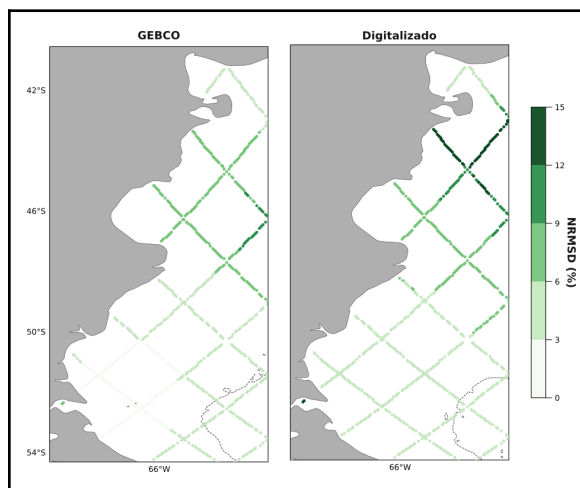 GEBCO
Digitalizado
42°S
46°S
50°S
54°S
66°W
66°W
15
12
9
6
3
0
NRMSD (%)